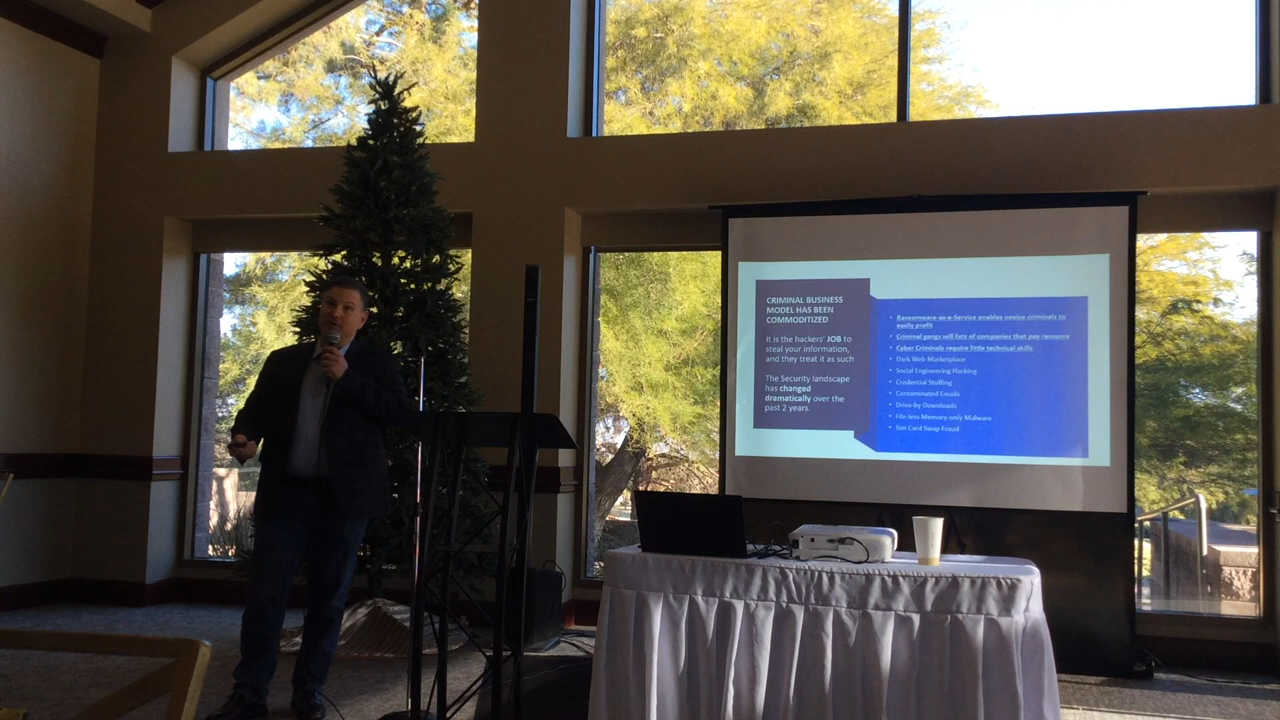 CRIMINAL BUSINESS
MODEL HAS BEEN
COMMODITIZED
It is the hackers' JOB to
steal your information,
and they treat it as such
The Security landscape
has changed
dramatically over the
past 2 years.
• Ransomware-as-a-Service enables novice criminals to
easily profit
• Criminal gangs sell lists of companies that pay ransoms
• Cyber Criminals require little technical skills
• Dark Web Marketplace
• Social Engineering Hacking
• Credential Stuffing
• Contaminated Emails
• Drive-by Downloads
• File-less Memory-only Malware
• Sim Card Swap Fraud